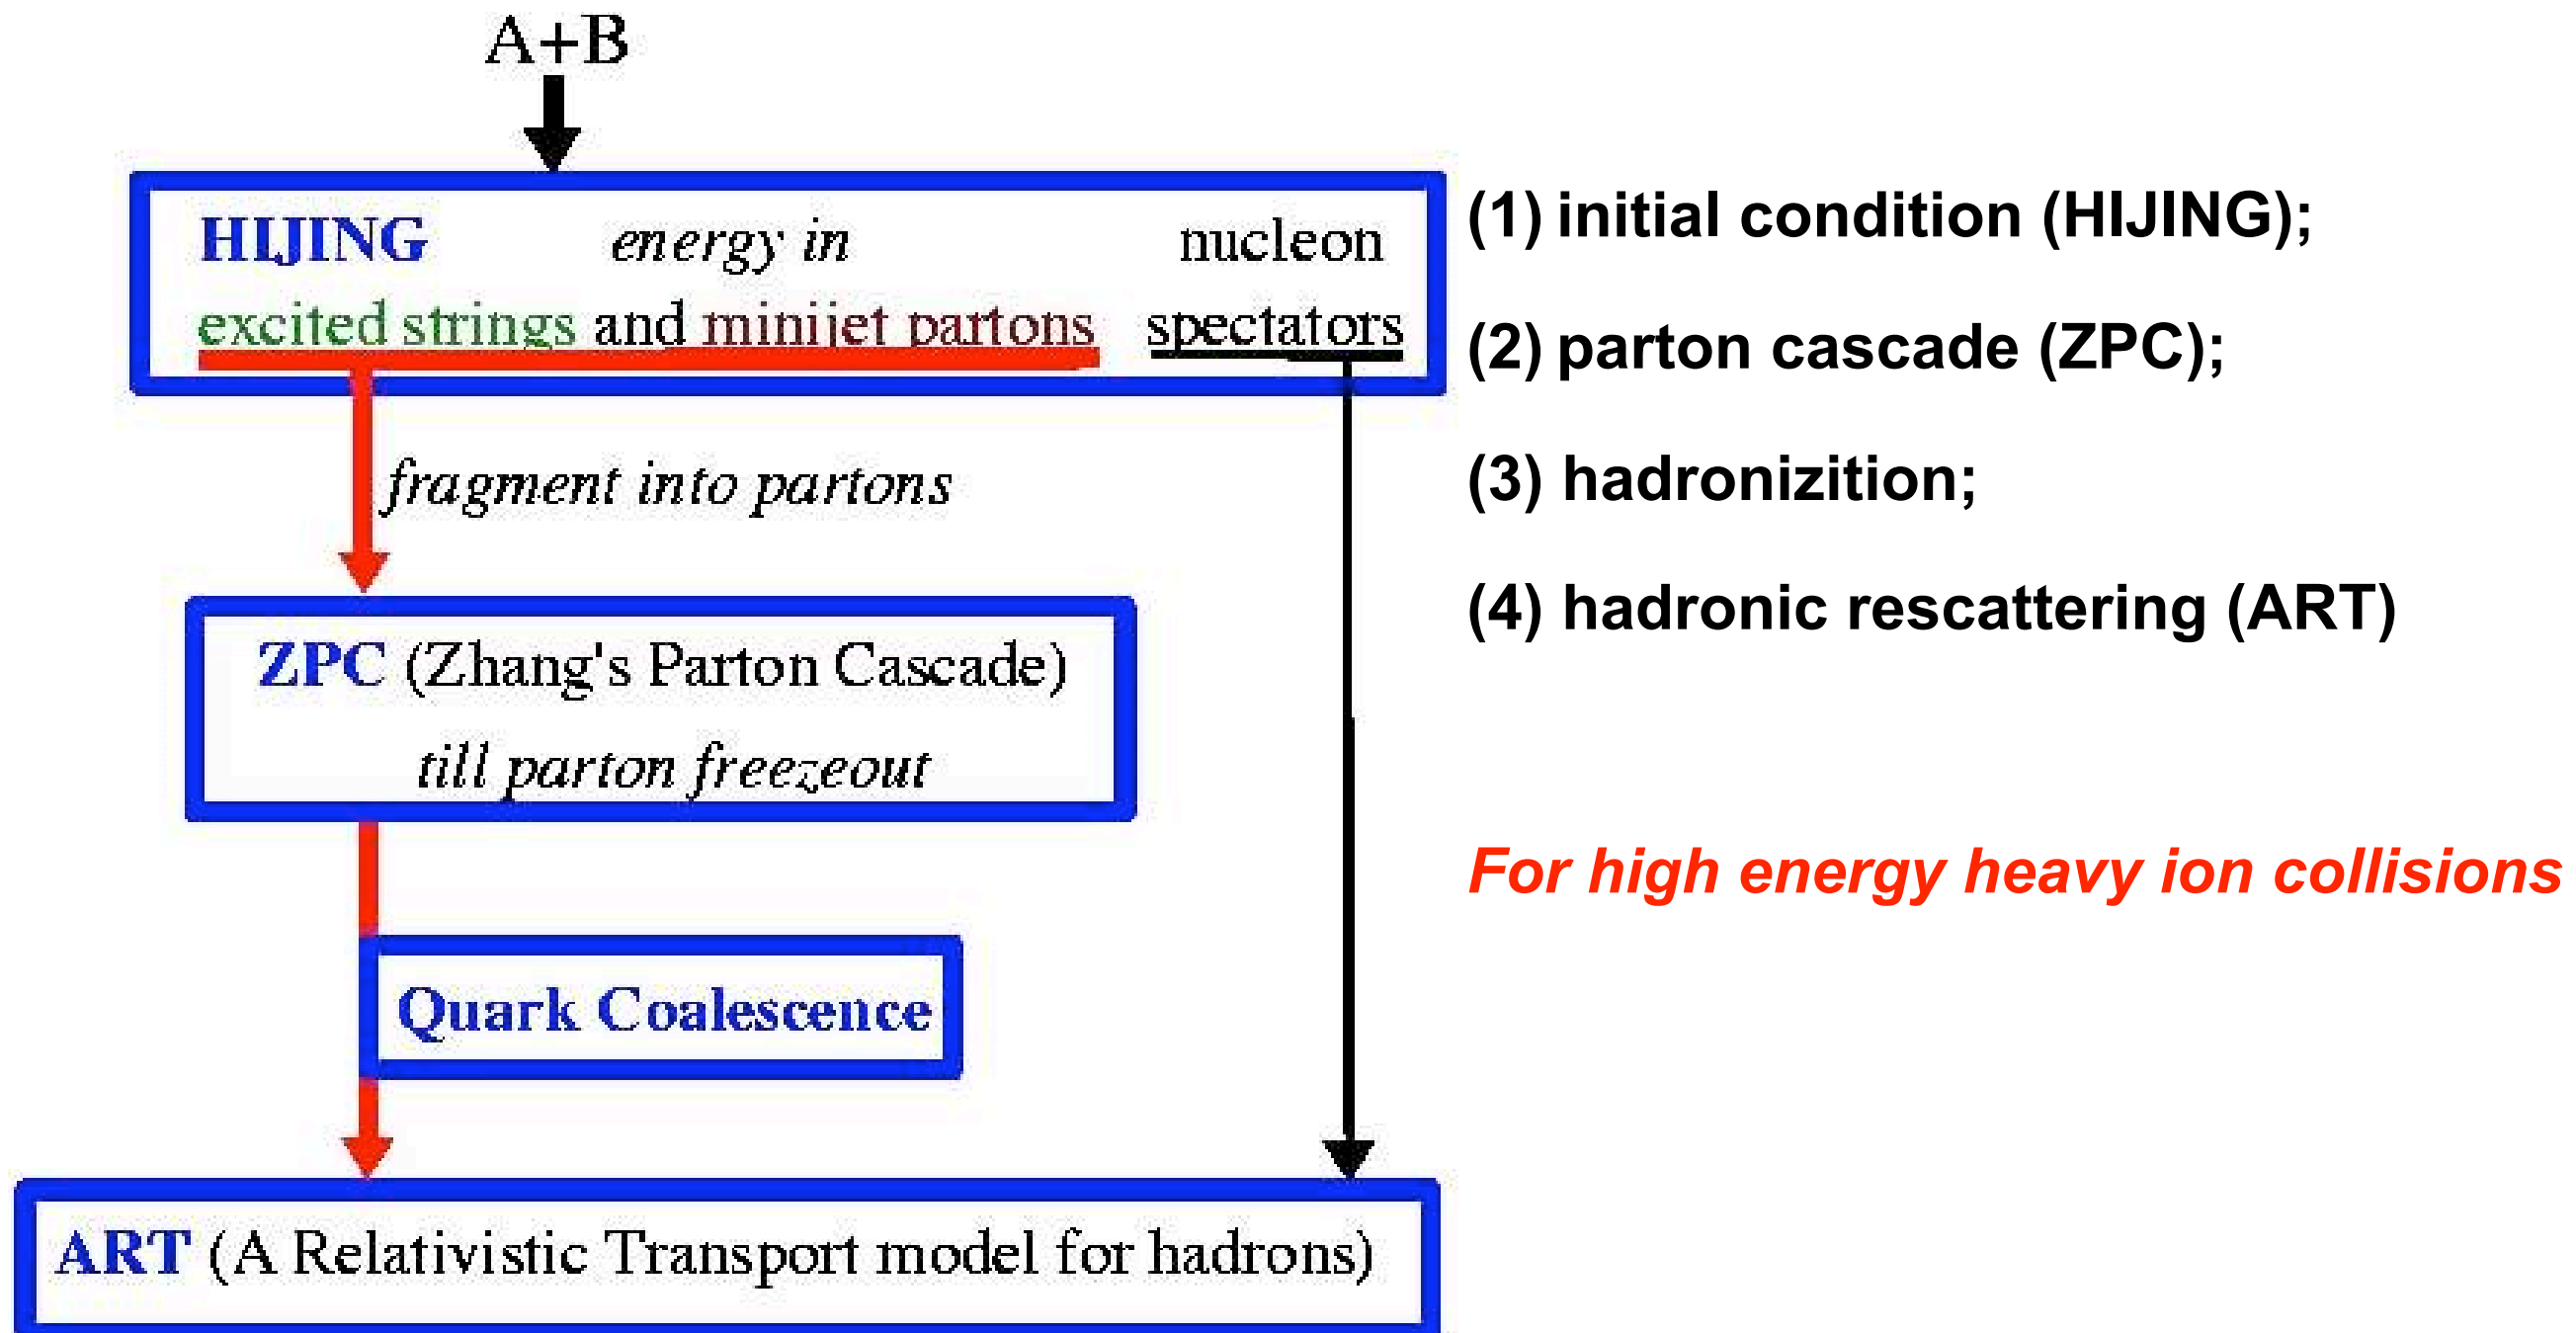 A+B
HIJING energy in nucleon
excited strings and minijet partons spectators
fragment into partons
ZPC (Zhang's Parton Cascade)
till parton freezeout
Quark Coalescence
ART (A Relativistic Transport model for hadrons)
(1) initial condition (HIJING);
(2) parton cascade (ZPC);
(3) hadronizition;
(4) hadronic rescattering (ART)
For high energy heavy ion collisions